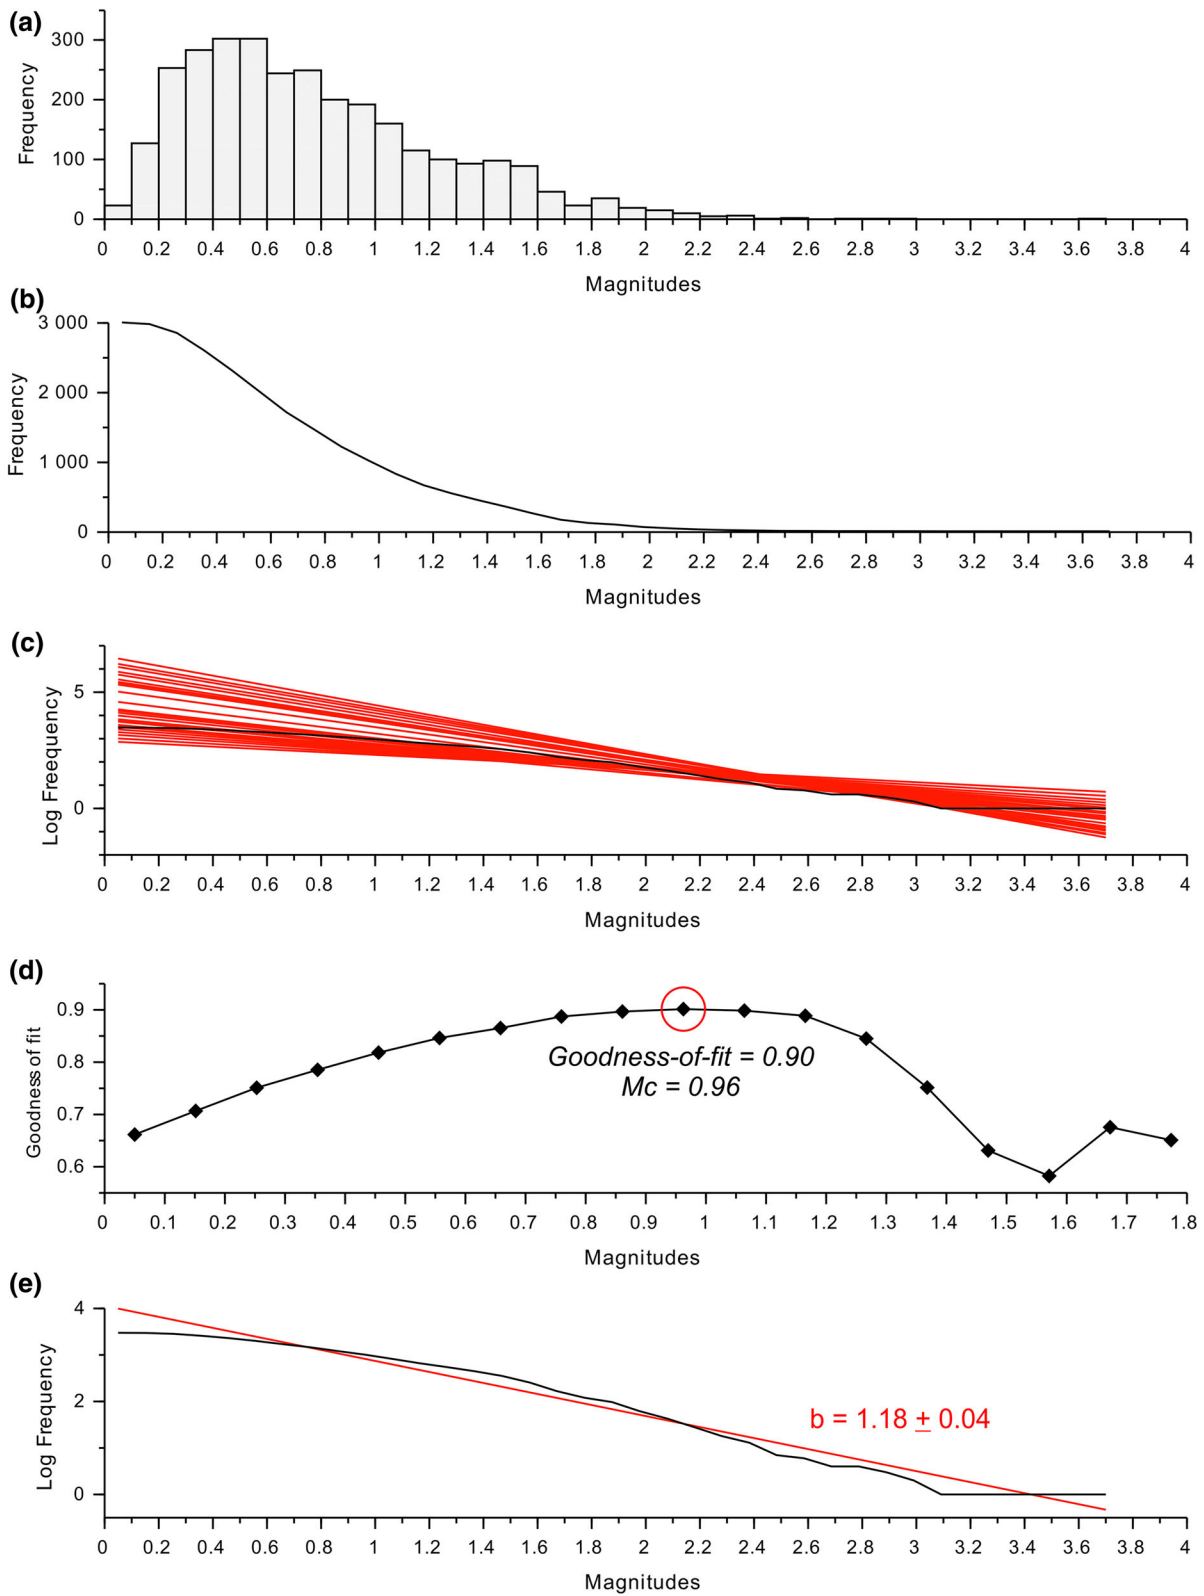 (a)
300
200
100
0
Frequency
0 0.2 0.4 0.6 0.8 1 1.2 1.4 1.6 1.8 2 2.2 2.4 2.6 2.8 3 3.2 3.4 3.6 3.8 4
Magnitudes
(b)
3 000
2 000
1 000
0
Frequency
0 0.2 0.4 0.6 0.8 1 1.2 1.4 1.6 1.8 2 2.2 2.4 2.6 2.8 3 3.2 3.4 3.6 3.8 4
Magnitudes
(c)
5
0
Log Freequency
0 0.2 0.4 0.6 0.8 1 1.2 1.4 1.6 1.8 2 2.2 2.4 2.6 2.8 3 3.2 3.4 3.6 3.8 4
Magnitudes
(d)
0.9
0.8
0.7
0.6
Goodness of fit
Goodness-of-fit = 0.90
Mc = 0.96
0 0.1 0.2 0.3 0.4 0.5 0.6 0.7 0.8 0.9 1 1.1 1.2 1.3 1.4 1.5 1.6 1.7 1.8
Magnitudes
(e)
4
2
0
Log Frequency
b = 1.18 ± 0.04
0 0.2 0.4 0.6 0.8 1 1.2 1.4 1.6 1.8 2 2.2 2.4 2.6 2.8 3 3.2 3.4 3.6 3.8 4
Magnitudes